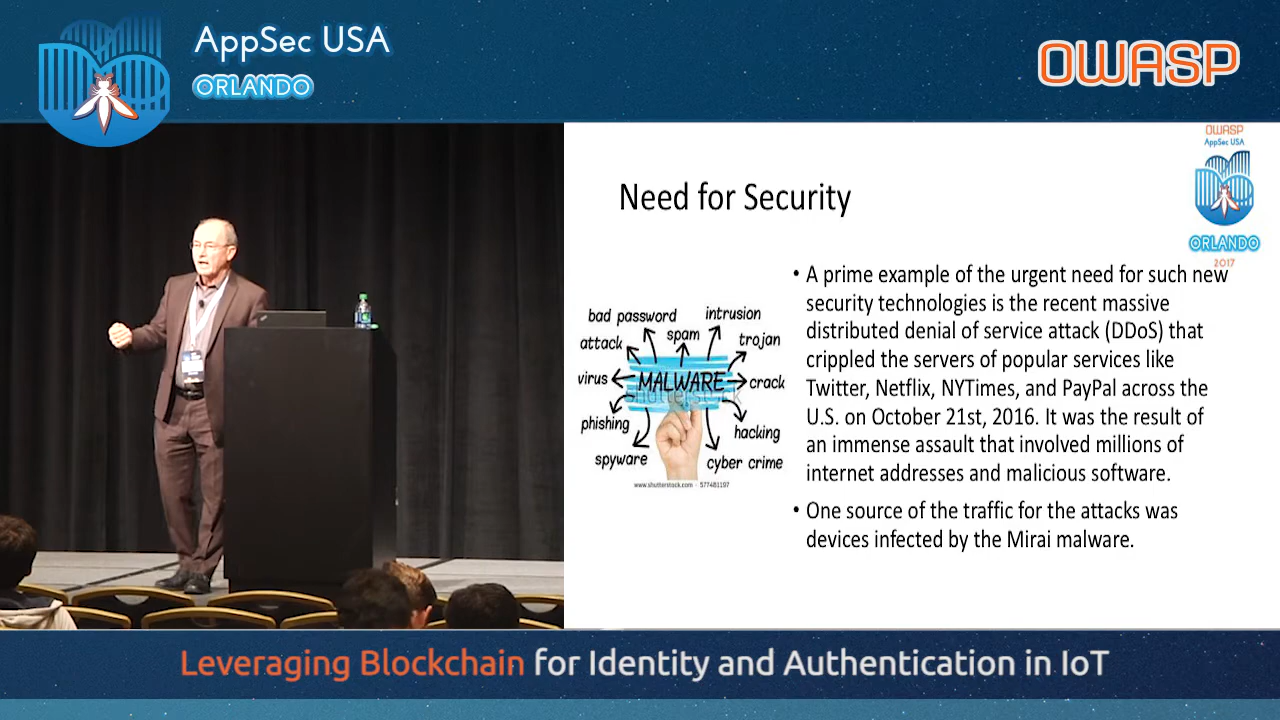 AppSec USA
ORLANDO
OWASP
OWASP
AppSec USA
ORLANDO
2017
Need for Security
• A prime example of the urgent need for such new
security technologies is the recent massive
distributed denial of service attack (DDoS) that
crippled the servers of popular services like
Twitter, Netflix, NYTimes, and PayPal across the
U.S. on October 21st, 2016. It was the result of
an immense assault that involved millions of
internet addresses and malicious software.
• One source of the traffic for the attacks was
devices infected by the Mirai malware.
bad password
intrusion
attack
spam
trojan
virus
MALWARE
crack
shutterstock
phishing
hacking
spyware
cyber crime
www.shutterstock.com · 577481197
Leveraging Blockchain for Identity and Authentication in IoT